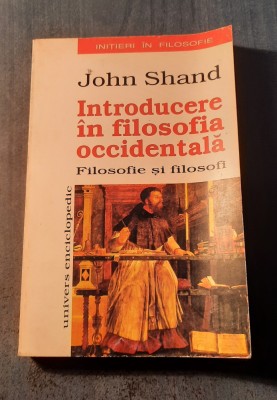 INIȚIERI ÎN FILOSOFIE
John Shand
Introducere
în filosofia
occidentală
Filosofie și filosofi
univers enciclopedic